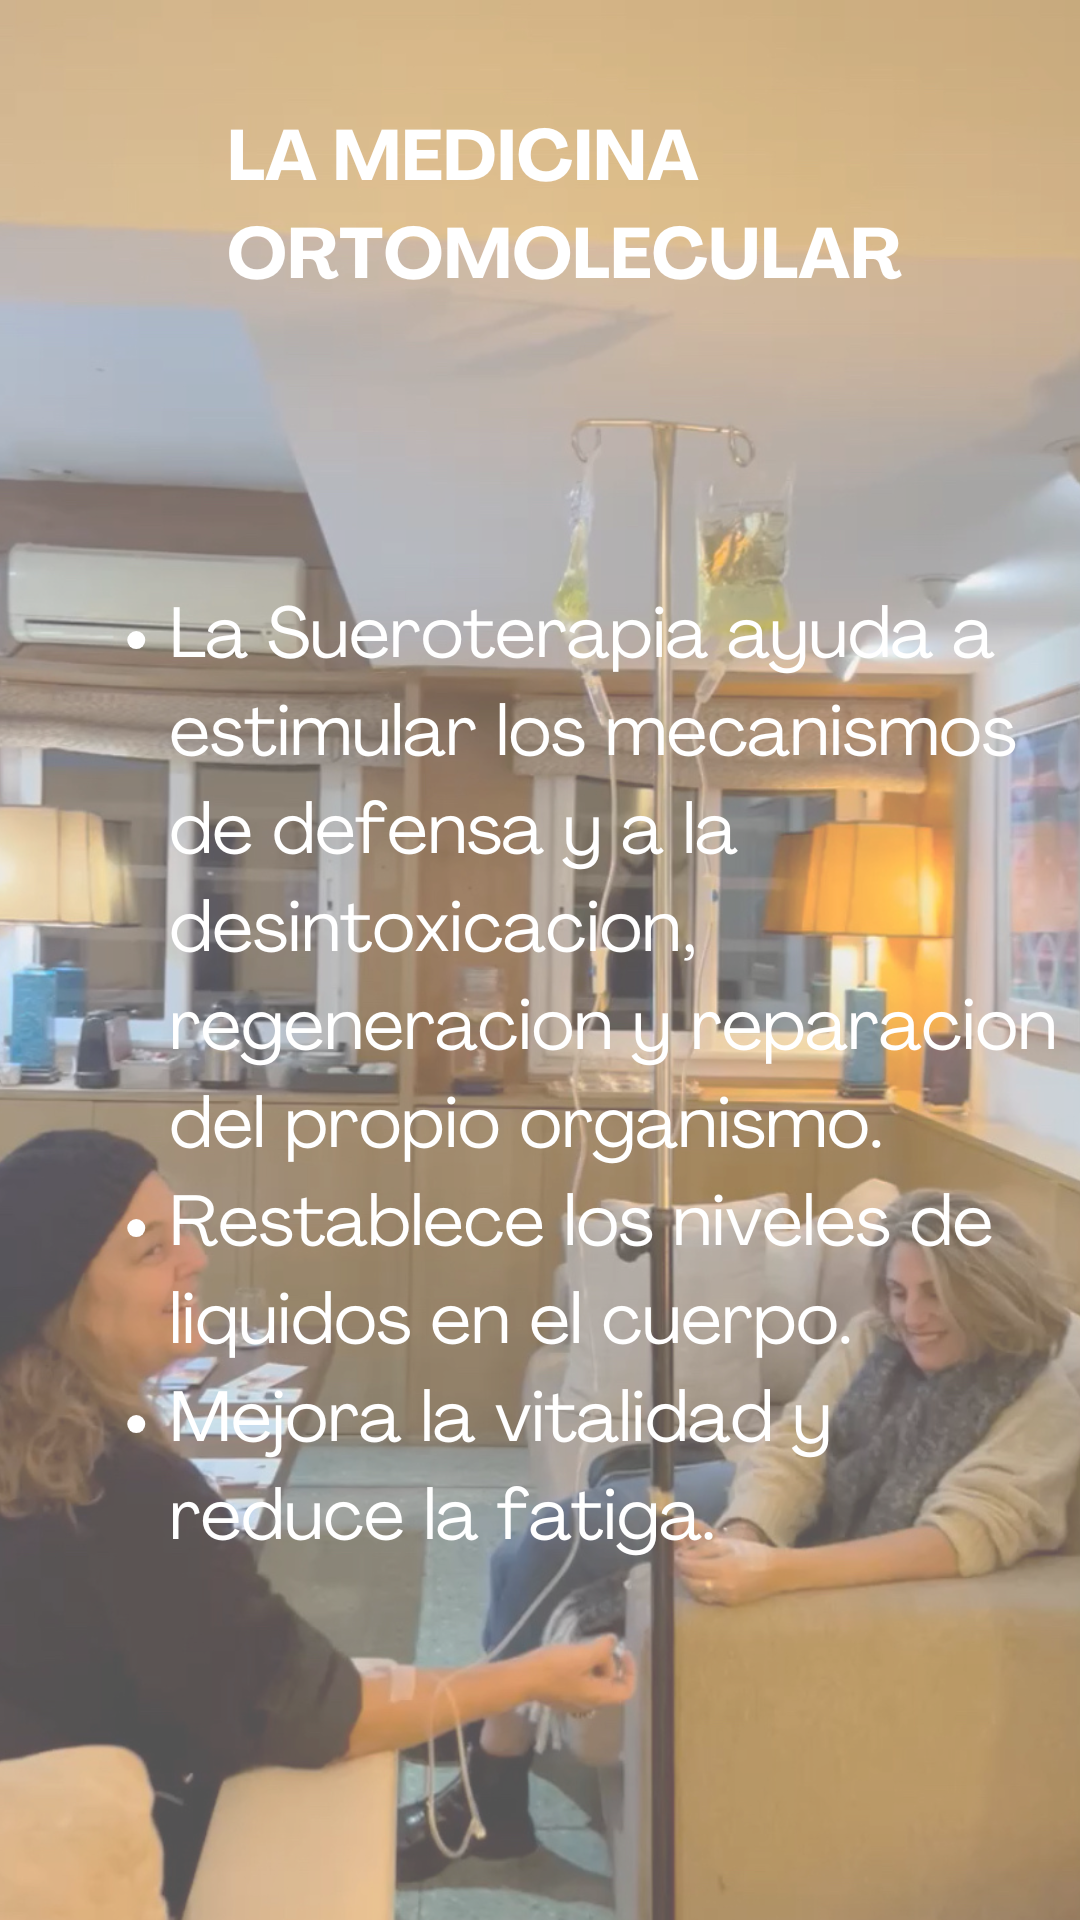 LA MEDICINA
ORTOMOLECULAR
• La Sueroterapia ayuda a
estimular los mecanismos
de defensa y a la
desintoxicacion,
regeneracion y reparacion
del propio organismo.
• Restablece los niveles de
liquidos en el cuerpo.
• Mejora la vitalidad y
reduce la fatiga.